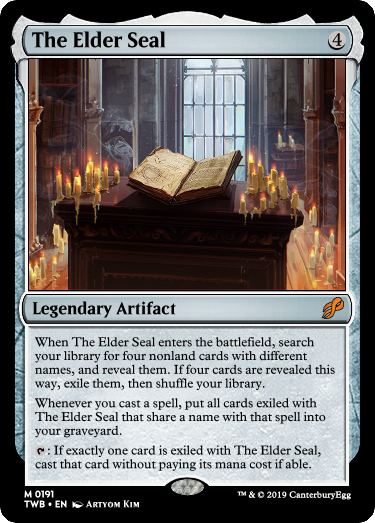 The Elder Seal 4
Legendary Artifact
When The Elder Seal enters the battlefield, search
your library for four nonland cards with different
names, and reveal them. If four cards are revealed this
way, exile them, then shuffle your library.
Whenever you cast a spell, put all cards exiled with
The Elder Seal that share a name with that spell into
your graveyard.
: If exactly one card is exiled with The Elder Seal,
cast that card without paying its mana cost if able.
M 0191
TWB • EN Artyom Kim
™ & © 2019 CanterburyEgg